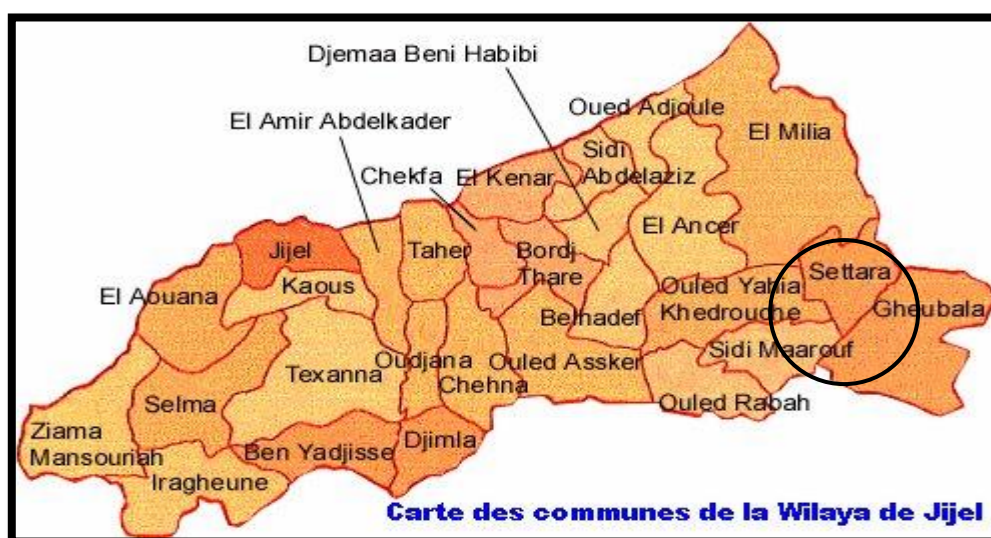 Djemaa Beni Habibi
Oued Adjoule
El Milia
El Amir Abdelkader
Sidi
Abdelaziz
Chekfa
El Kenar
El Ancer
Jijel
Taher
Bordj
Thare
Settara
El Aouana
Kaous
Ouled Yahia
Khedrouche
Gheubala
Belhadef
Sidi Maarouf
Texanna
Oudjana
Chehna
Ouled Assker
Selma
Ouled Rabah
Ziama
Mansouriah
Ben Yadjisse
Djimla
Iragheune
Carte des communes de la Wilaya de Jijel